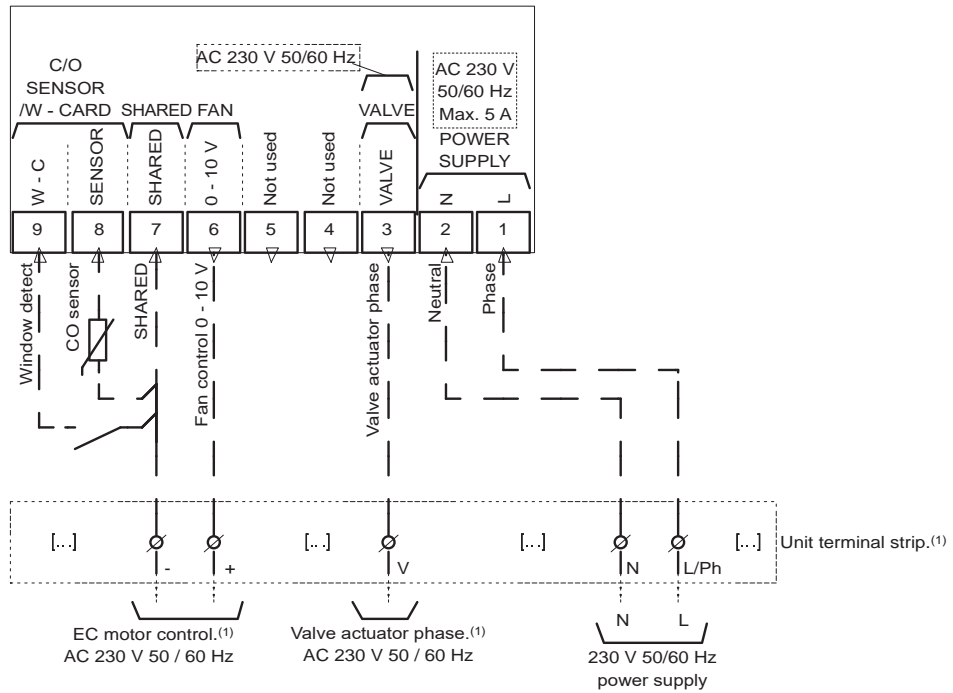 AC 230 V 50/60 Hz
C/O
SENSOR
/W - CARD
SHARED
FAN
VALVE
AC 230 V
50/60 Hz
Max. 5 A
POWER
SUPPLY
W - C
SENSOR
SHARED
0 - 10 V
Not used
Not used
VALVE
N
L
9
8
7
6
5
4
3
2
1
Window detect
CO sensor
SHARED
Fan control 0 - 10 V
Valve actuator phase
Neutral
Phase
[...]
[...]
[...]
[...]
Unit terminal strip.(1)
-
+
V
N
L/Ph
EC motor control.(1)
AC 230 V 50 / 60 Hz
Valve actuator phase.(1)
AC 230 V 50 / 60 Hz
N
L
230 V 50/60 Hz
power supply